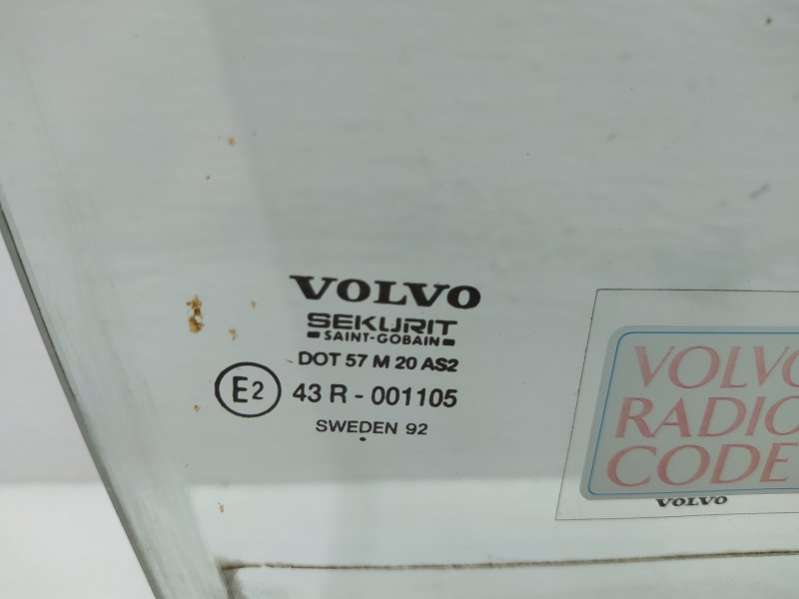 VOLVO
SEKURIT
SAINT-GOBAIN
DOT 57 M 20 AS2
E2 43 R - 001105
SWEDEN 92
VOLVO
RADIO
CODE
VOLVO